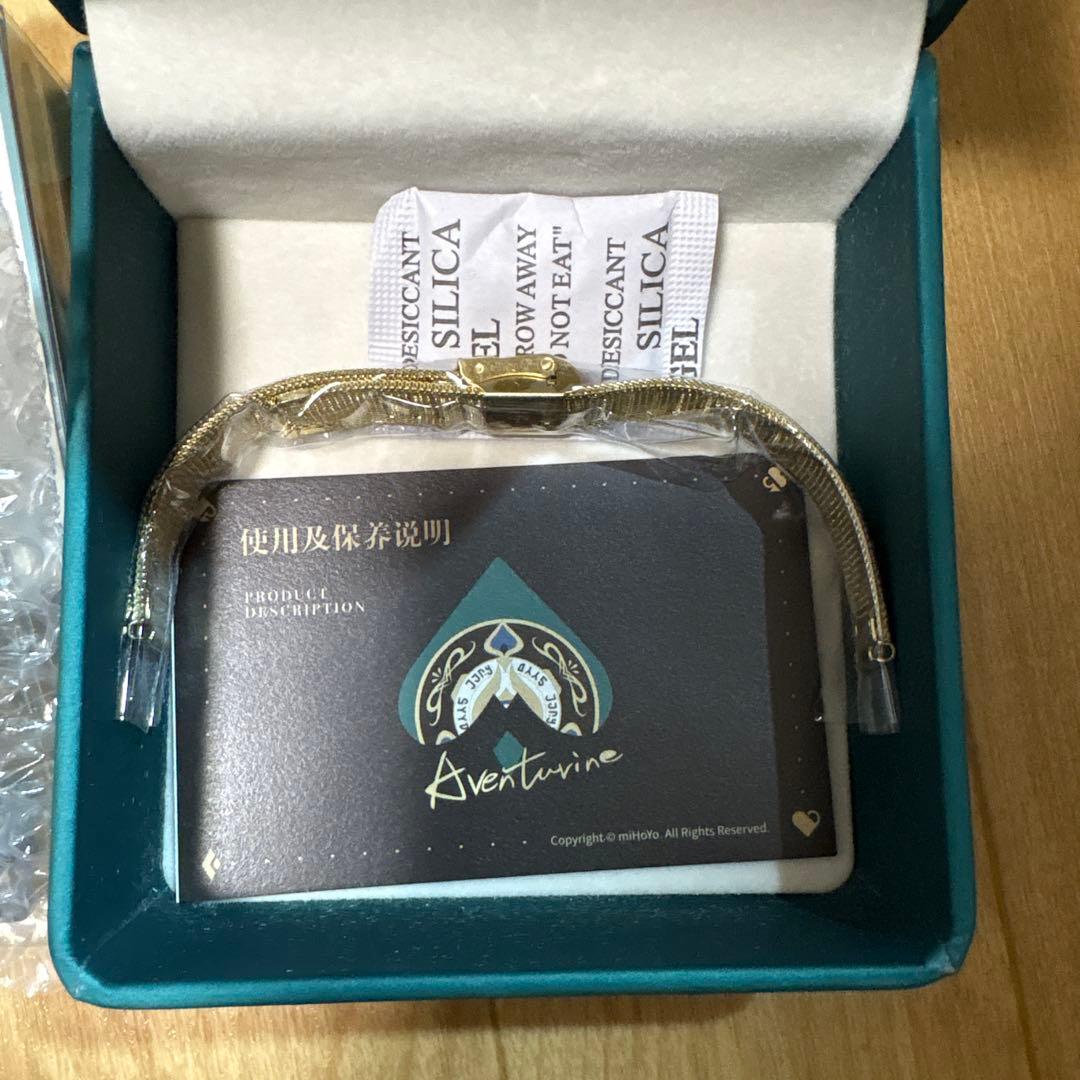 DESICCANT
SILICA
GEL
ROW AWAY
NOT EAT"
DESICCANT
SILICA
GEL
使用及保养说明
PRODUCT
DESCRIPTION
Aventurine
Copyright © miHoYo. All Rights Reserved.